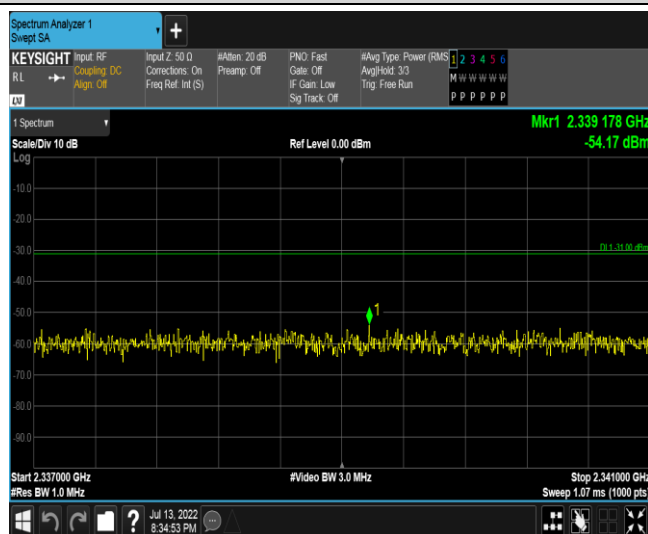 Spectrum Analyzer 1
Swept SA
+
KEYSIGHT Input: RF Input Z: 50 Ω #Atten: 20 dB PNO: Fast #Avg Type: Power (RMS 1 2 3 4 5 6
RL Coupling: DC Corrections: On Preamp: Off Gate: Off Avg|Hold: 3/3 M W W W W W
Align: Off Freq Ref: Int (S) IF Gain: Low Trig: Free Run
LXI Sig Track: Off P P P P P P
1 Spectrum Mkr1 2.339 178 GHz
Scale/Div 10 dB Ref Level 0.00 dBm -54.17 dBm
Log
-10.0
-20.0
-30.0 DL1 -31.00 dBm
-40.0
-50.0
1
-60.0
-70.0
-80.0
-90.0
Start 2.337000 GHz #Video BW 3.0 MHz Stop 2.341000 GHz
#Res BW 1.0 MHz Sweep 1.07 ms (1000 pts)
? Jul 13, 2022
8:34:53 PM